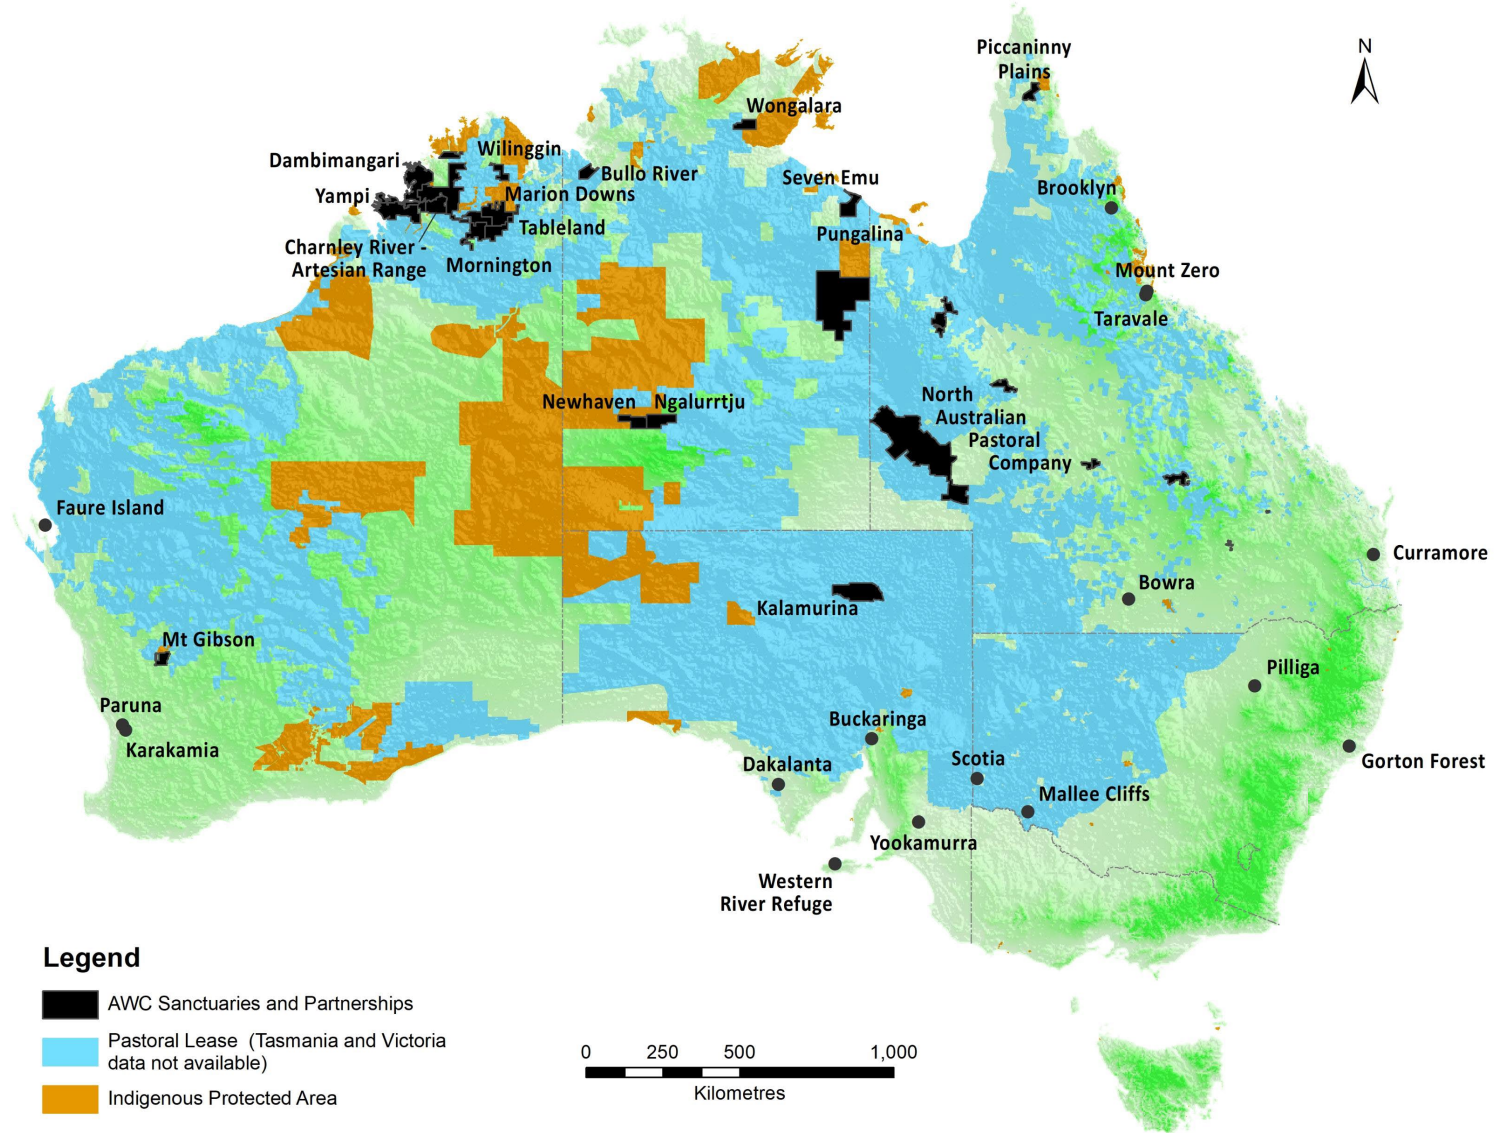 Piccaninny
Plains
N
Wongalara
Wilinggin
Dambimangari
Bullo River
Seven Emu
Brooklyn
Yampi
Marion Downs
Tableland
Pungalina
Charnley River -
Artesian Range
Mornington
Mount Zero
Taravale
North
Australian
Pastoral
Company
Newhaven
Ngalurrtju
Faure Island
Curramore
Bowra
Kalamurina
Mt Gibson
Pilliga
Paruna
Karakamia
Buckaringa
Gorton Forest
Dakalanta
Scotia
Mallee Cliffs
Yookamurra
Western
River Refuge
Legend
AWC Sanctuaries and Partnerships
Pastoral Lease (Tasmania and Victoria
data not available)
Indigenous Protected Area
0 250 500 1,000
Kilometres